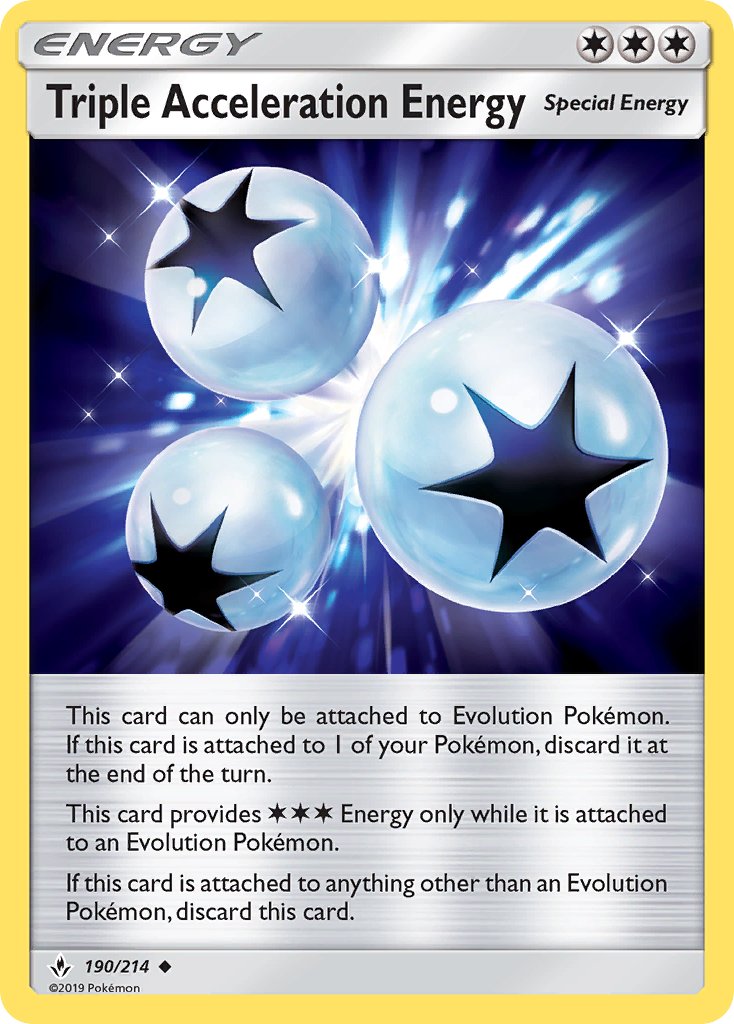 ENERGY
Triple Acceleration Energy Special Energy
This card can only be attached to Evolution Pokémon.
If this card is attached to 1 of your Pokémon, discard it at
the end of the turn.
This card provides ✶✶✶ Energy only while it is attached
to an Evolution Pokémon.
If this card is attached to anything other than an Evolution
Pokémon, discard this card.
190/214 ◆
©2019 Pokémon